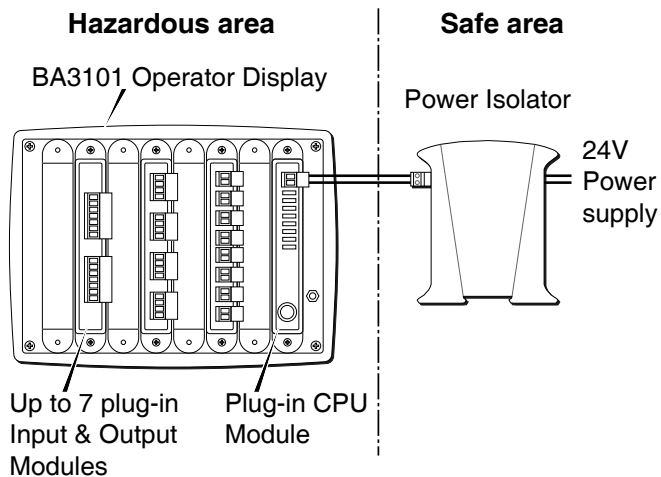 Hazardous area
Safe area
BA3101 Operator Display
Power Isolator
24V
Power
supply
Up to 7 plug-in
Input & Output
Modules
Plug-in CPU
Module